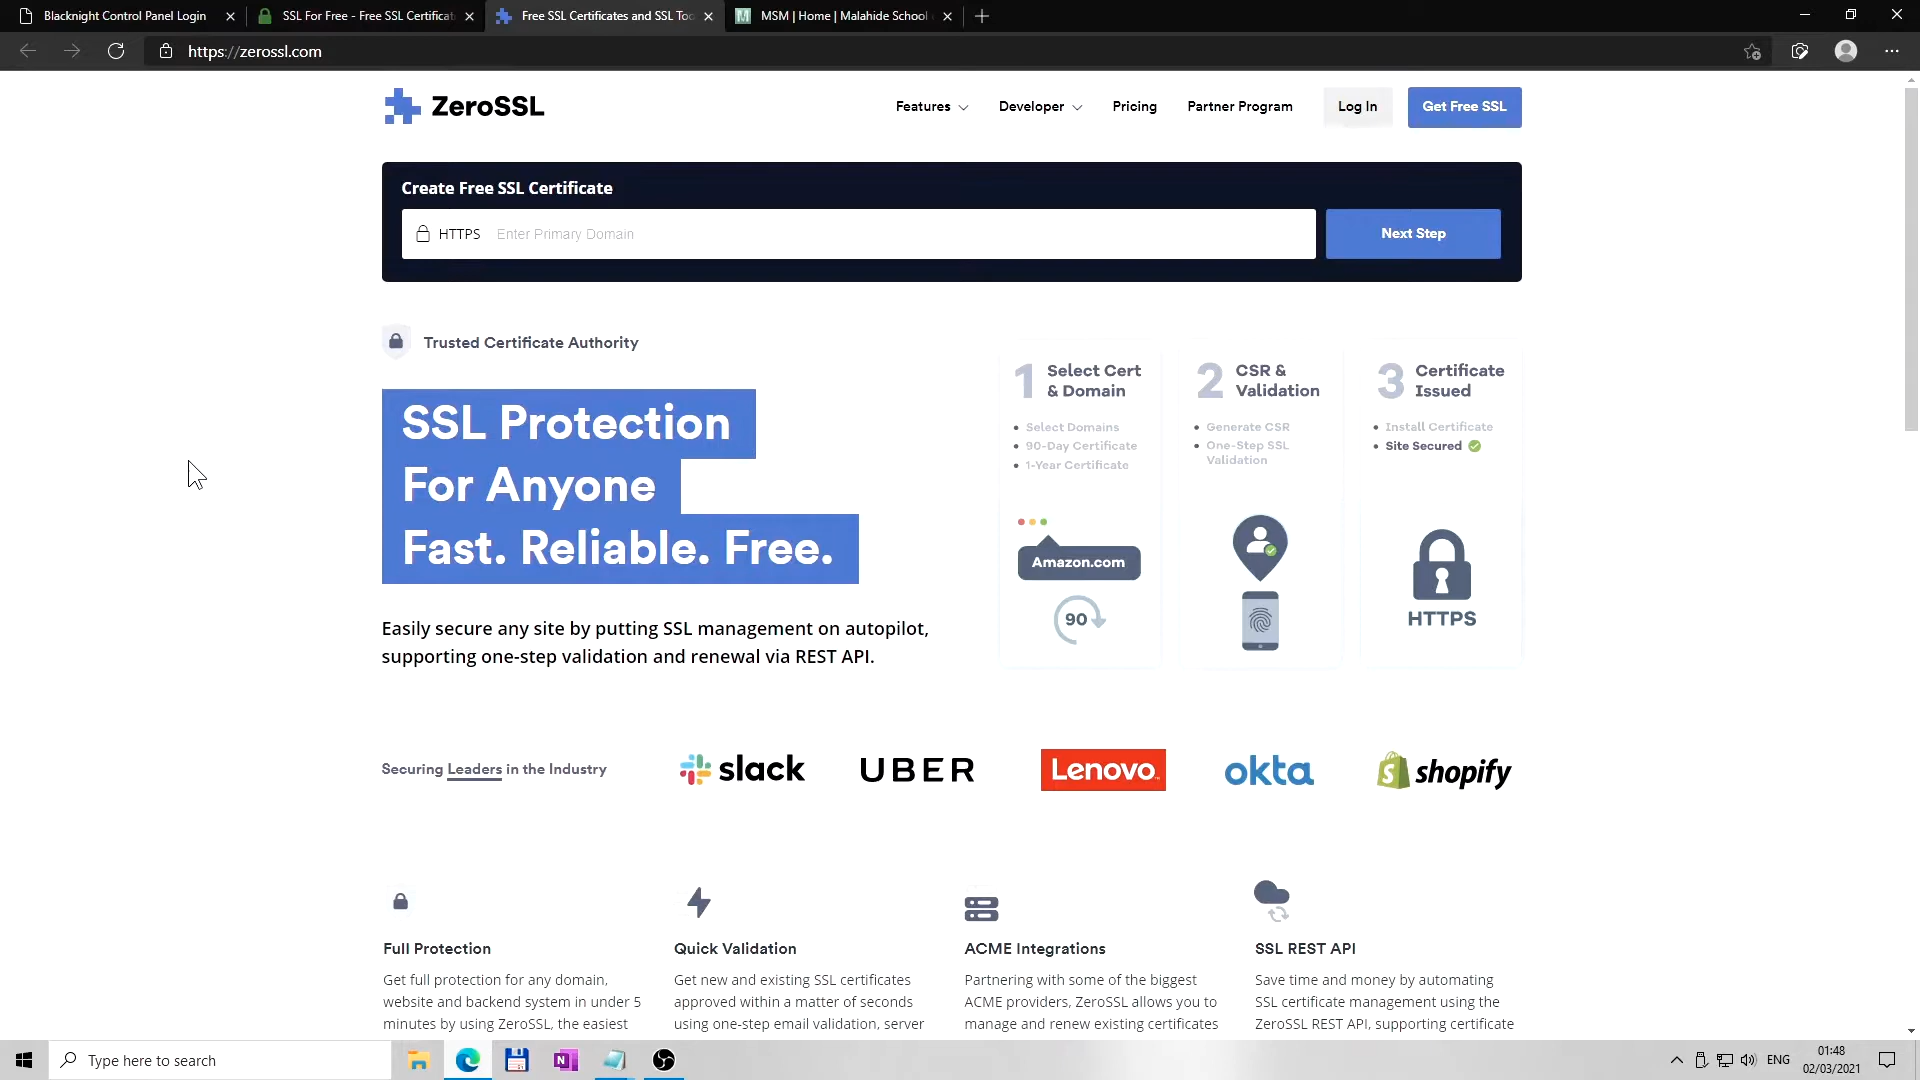 Blacknight Control Panel Login
SSL For Free - Free SSL Certificat
Free SSL Certificates and SSL Too
MSM | Home | Malahide School
https://zerossl.com
ZeroSSL
Features
Developer
Pricing
Partner Program
Log In
Get Free SSL
Create Free SSL Certificate
HTTPS Enter Primary Domain
Next Step
Trusted Certificate Authority
SSL Protection
For Anyone
Fast. Reliable. Free.
Easily secure any site by putting SSL management on autopilot,
supporting one-step validation and renewal via REST API.
1 Select Cert
& Domain
Select Domains
90-Day Certificate
1-Year Certificate
Amazon.com
90
2 CSR &
Validation
Generate CSR
One-Step SSL
Validation
3 Certificate
Issued
Install Certificate
Site Secured
HTTPS
Securing Leaders in the Industry
slack
UBER
Lenovo
okta
shopify
Full Protection
Get full protection for any domain,
website and backend system in under 5
minutes by using ZeroSSL, the easiest
Quick Validation
Get new and existing SSL certificates
approved within a matter of seconds
using one-step email validation, server
ACME Integrations
Partnering with some of the biggest
ACME providers, ZeroSSL allows you to
manage and renew existing certificates
SSL REST API
Save time and money by automating
SSL certificate management using the
ZeroSSL REST API, supporting certificate
Type here to search
ENG
01:48
02/03/2021